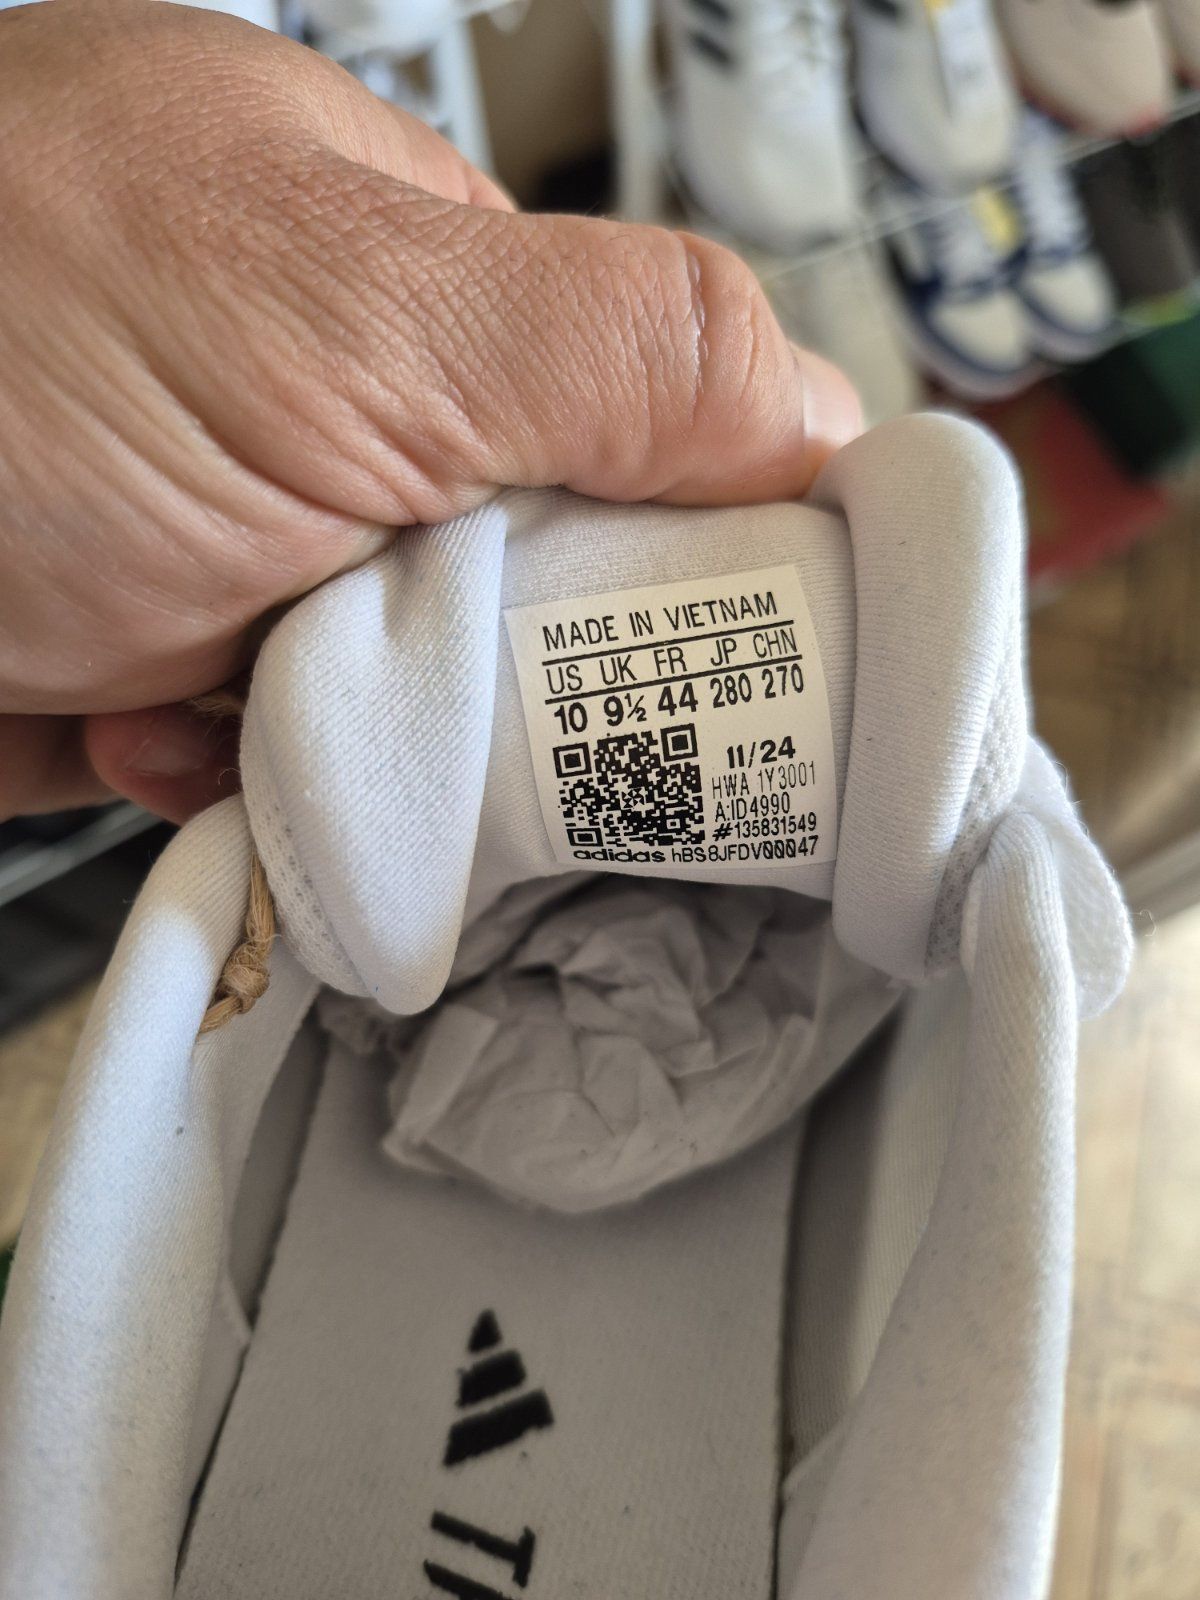 MADE IN VIETNAM
US UK FR JP CHN
10 9½ 44 280 270
11/24
HWA 1Y3001
A:ID4990
#135831549
adidas hBS8JFDV00047